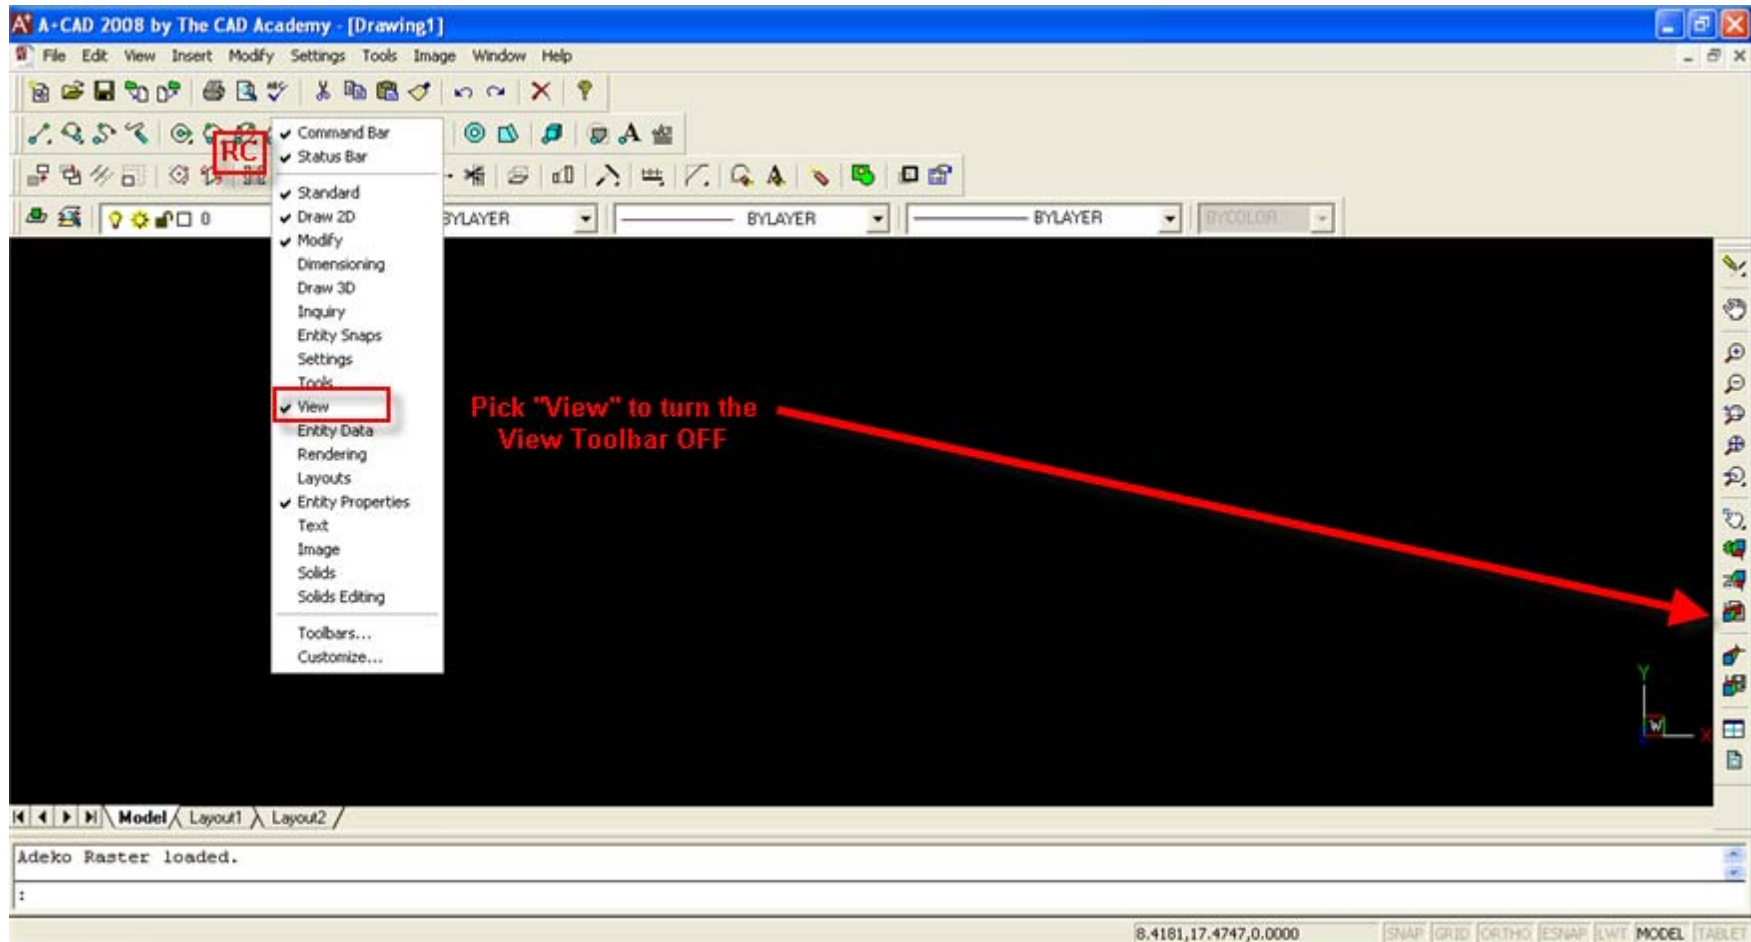 A+CAD 2008 by The CAD Academy - [Drawing1]
File Edit View Insert Modify Settings Tools Image Window Help
RC
0
BYLAYER
BYLAYER
BYLAYER
BYCOLOR
Command Bar
Status Bar
Standard
Draw 2D
Modify
Dimensioning
Draw 3D
Inquiry
Entity Snaps
Settings
Tools
View
Entity Data
Rendering
Layouts
Entity Properties
Text
Image
Solids
Solids Editing
Toolbars...
Customize...
Pick "View" to turn the
View Toolbar OFF
Y
W
X
Model Layout1 Layout2
Adeko Raster loaded.
:
8.4181,17.4747,0.0000 SNAP GRID ORTHO ESNAP LWT MODEL TABLET